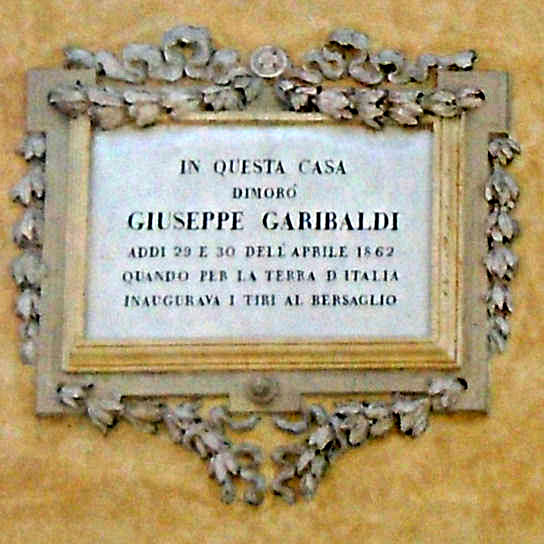 IN QUESTA CASA
DIMORÒ
GIUSEPPE GARIBALDI
ADDI 29 E 30 DELL'APRILE 1862
QUANDO PER LA TERRA D'ITALIA
INAUGURAVA I TIRI AL BERSAGLIO